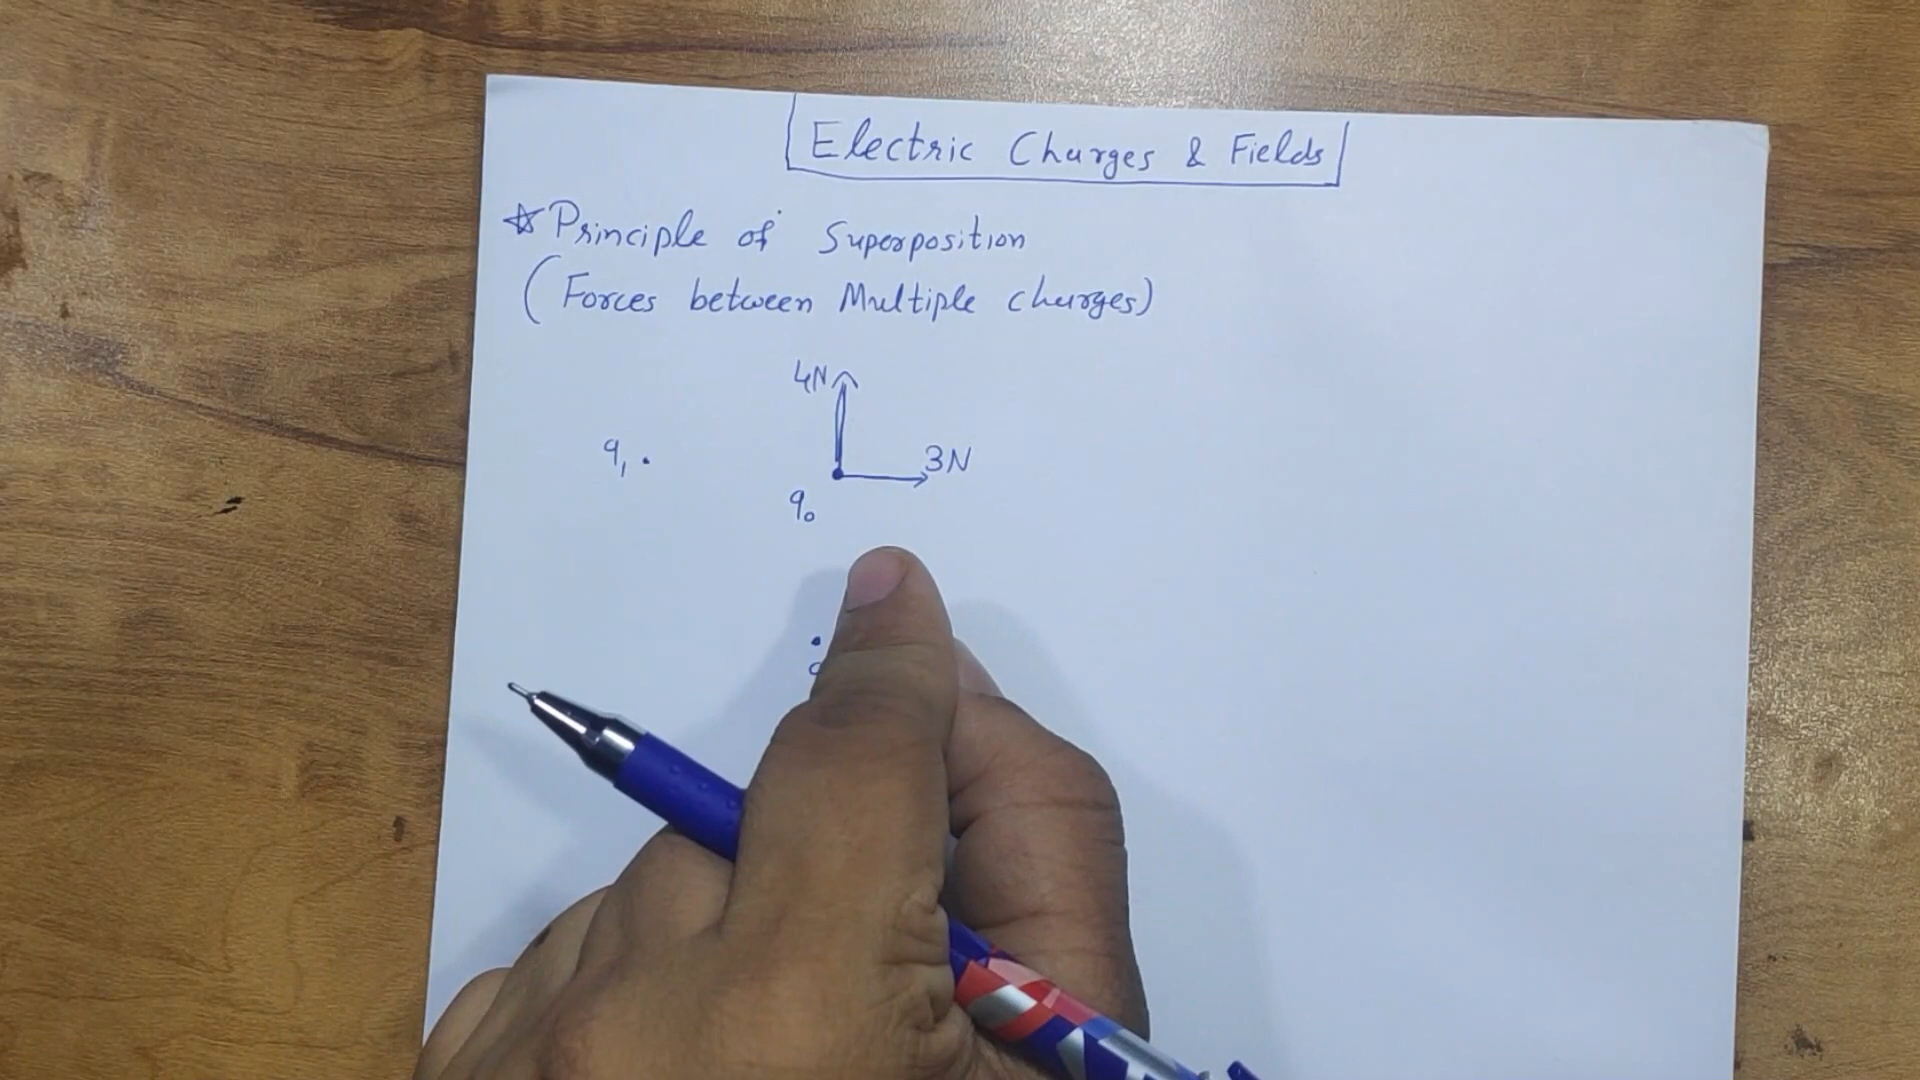 Electric Charges & Fields
☆ Principle of Superposition
(Forces between Multiple charges)
4N
q₁ . 3N
q₀